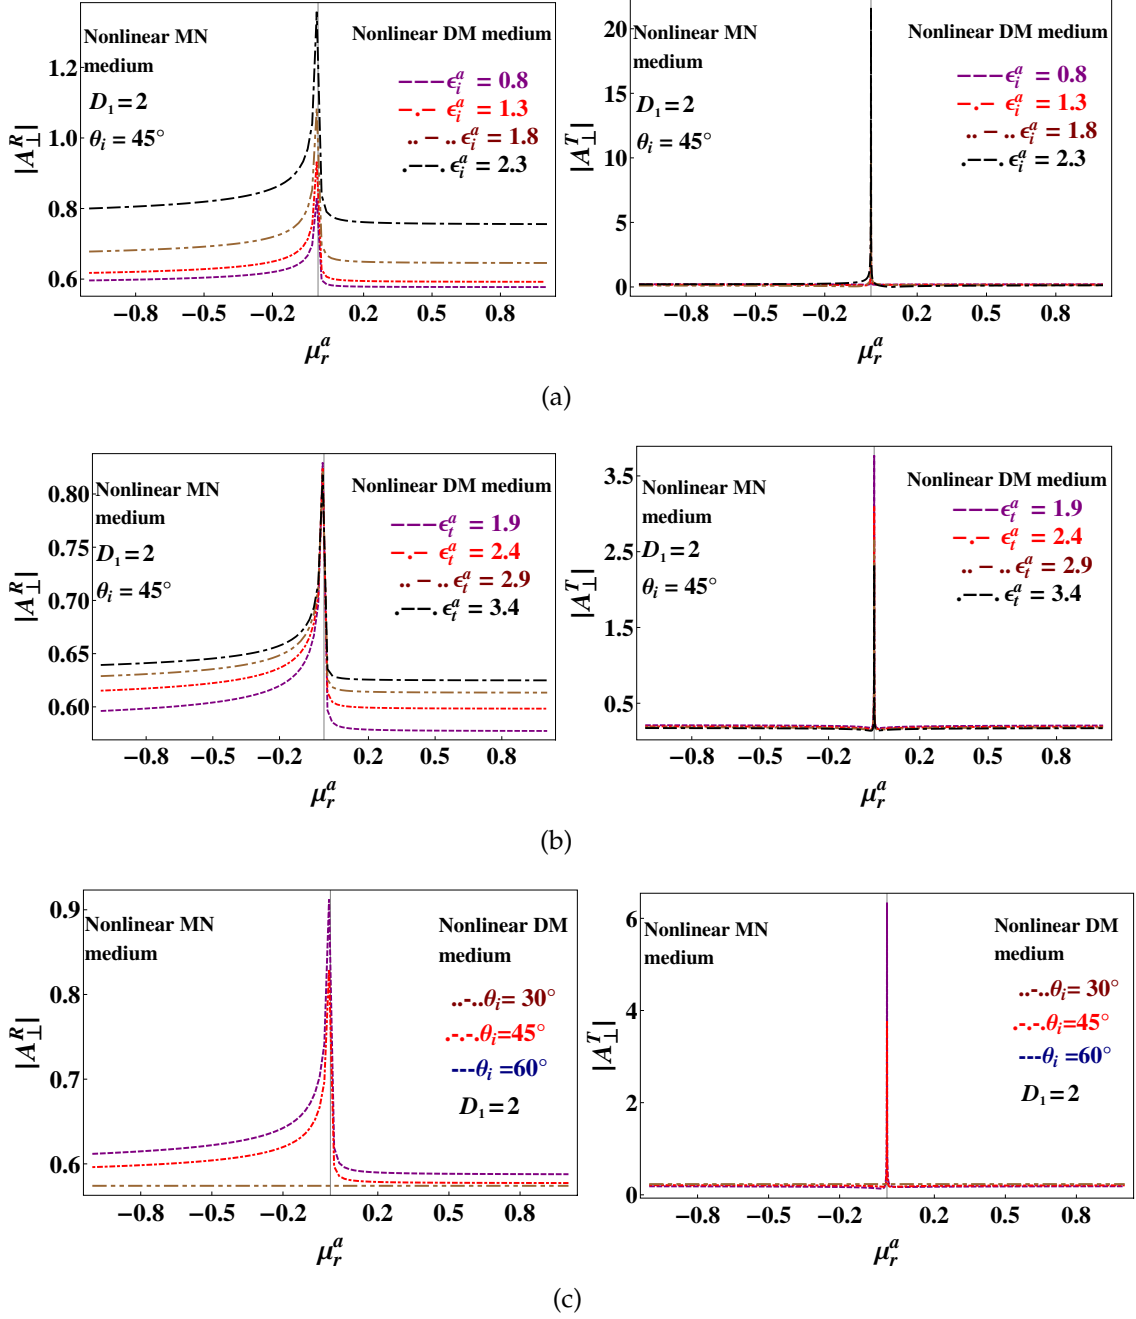 Nonlinear MN
medium
D₁ = 2
θᵢ = 45°
Nonlinear DM medium
−−−ϵᵢᵃ = 0.8
−.− ϵᵢᵃ = 1.3
.. − .. ϵᵢᵃ = 1.8
.−−. ϵᵢᵃ = 2.3
|A⊥ᴿ|
1.2
1.0
0.8
0.6
−0.8 −0.5 −0.2 0.2 0.5 0.8
μᵣᵃ
Nonlinear MN
medium
D₁ = 2
θᵢ = 45°
Nonlinear DM medium
−−−ϵᵢᵃ = 0.8
−.− ϵᵢᵃ = 1.3
.. − .. ϵᵢᵃ = 1.8
.−−. ϵᵢᵃ = 2.3
|A⊥ᵀ|
20
15
10
5
0
−0.8 −0.5 −0.2 0.2 0.5 0.8
μᵣᵃ
(a)
Nonlinear MN
medium
D₁ = 2
θᵢ = 45°
Nonlinear DM medium
−−−ϵₜᵃ = 1.9
−.− ϵₜᵃ = 2.4
.. − .. ϵₜᵃ = 2.9
.−−. ϵₜᵃ = 3.4
|A⊥ᴿ|
0.80
0.75
0.70
0.65
0.60
−0.8 −0.5 −0.2 0.2 0.5 0.8
μᵣᵃ
Nonlinear MN
medium
D₁ = 2
θᵢ = 45°
Nonlinear DM medium
−−−ϵₜᵃ = 1.9
−.− ϵₜᵃ = 2.4
.. − .. ϵₜᵃ = 2.9
.−−. ϵₜᵃ = 3.4
|A⊥ᵀ|
3.5
2.5
1.5
0.5
−0.8 −0.5 −0.2 0.2 0.5 0.8
μᵣᵃ
(b)
Nonlinear MN
medium
Nonlinear DM
medium
..-..θᵢ= 30°
.-.-.θᵢ=45°
---θᵢ =60°
D₁ = 2
|A⊥ᴿ|
0.9
0.8
0.7
0.6
−0.8 −0.5 −0.2 0.2 0.5 0.8
μᵣᵃ
Nonlinear MN
medium
Nonlinear DM
medium
..-..θᵢ= 30°
.-.-.θᵢ=45°
---θᵢ =60°
D₁ = 2
|A⊥ᵀ|
6
4
2
0
−0.8 −0.5 −0.2 0.2 0.5 0.8
μᵣᵃ
(c)